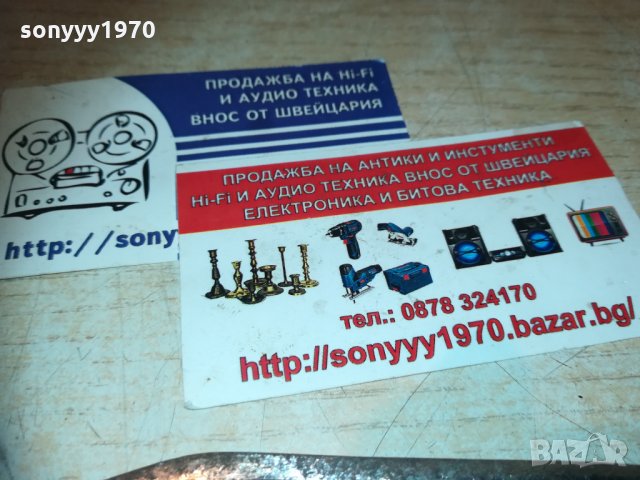 sonyyy1970
ПРОДАЖБА НА Hi-Fi
И АУДИО ТЕХНИКА
ВНОС ОТ ШВЕЙЦАРИЯ
http://sony
ПРОДАЖБА НА АНТИКИ И ИНСТУМЕНТИ
Hi-Fi И АУДИО ТЕХНИКА ВНОС ОТ ШВЕЙЦАРИЯ
ЕЛЕКТРОНИКА И БИТОВА ТЕХНИКА
тел.: 0878 324170
http://sonyyy1970.bazar.bg/
BAZAR